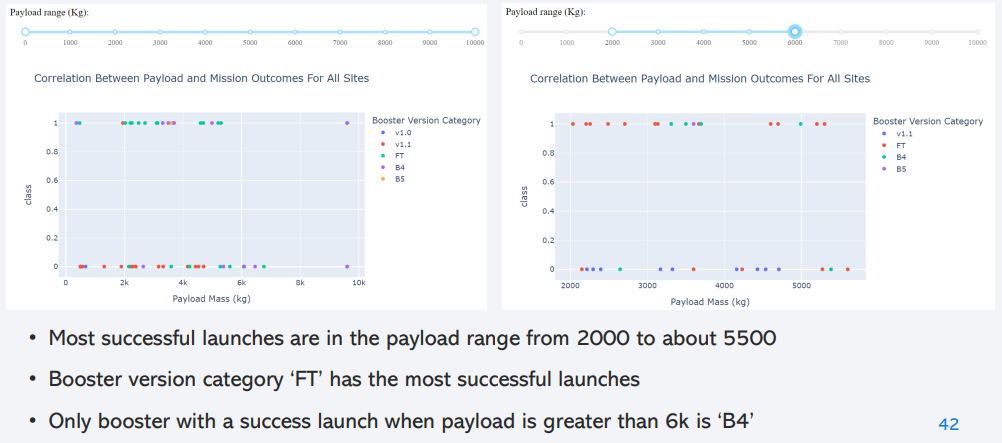 Payload range (Kg):
0 1000 2000 3000 4000 5000 6000 7000 8000 9000 10000
Correlation Between Payload and Mission Outcomes For All Sites
Booster Version Category
v1.0
v1.1
FT
B4
B5
1
0.8
0.6
0.4
0.2
0
class
0 2k 4k 6k 8k 10k
Payload Mass (kg)
Payload range (Kg):
0 1000 2000 3000 4000 5000 6000 7000 8000 9000 10000
Correlation Between Payload and Mission Outcomes For All Sites
Booster Version Category
v1.1
FT
B4
B5
1
0.8
0.6
0.4
0.2
0
class
2000 3000 4000 5000
Payload Mass (kg)
• Most successful launches are in the payload range from 2000 to about 5500
• Booster version category ‘FT’ has the most successful launches
• Only booster with a success launch when payload is greater than 6k is ‘B4’
42